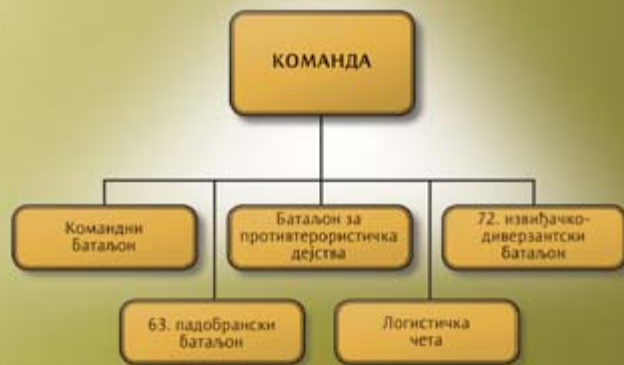 КОМАНДА
Командни
батаљон
Батаљон за
противтерористичка
дејства
72. извиђачко-
диверзантски
батаљон
63. падобрански
батаљон
Логистичка
чета